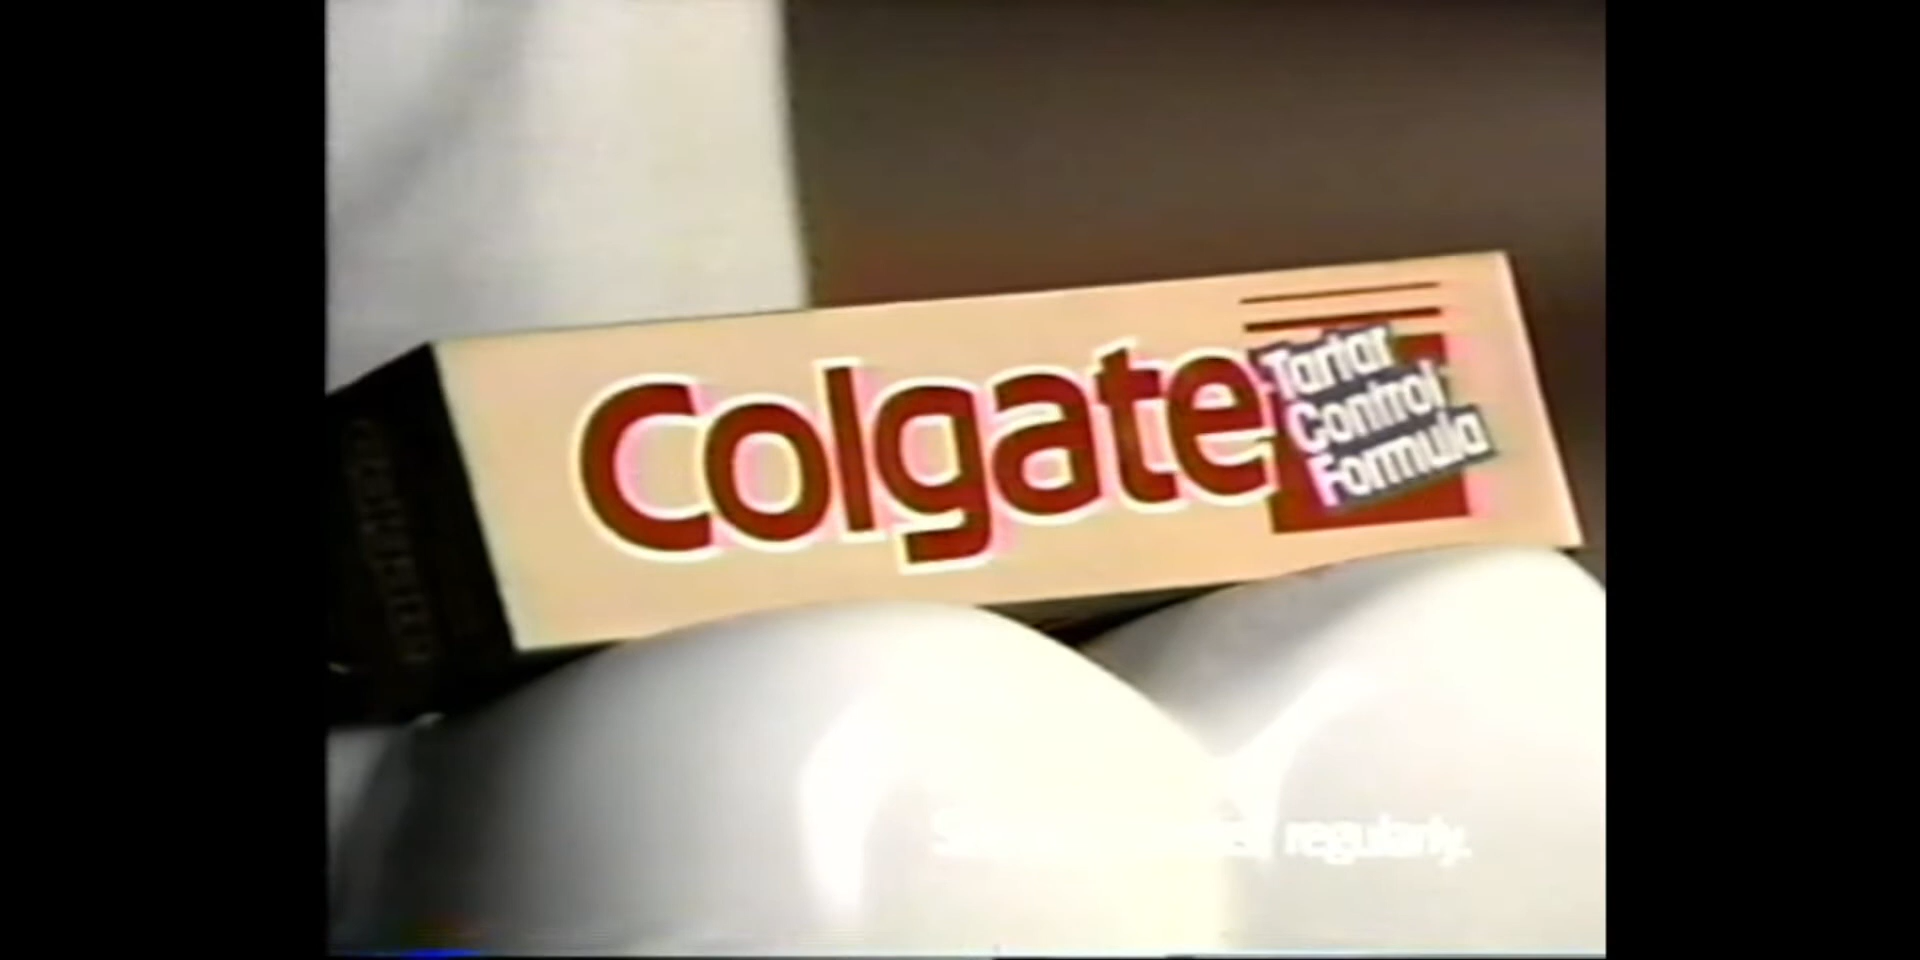 Colgate
Tartar
Control
Formula
regularly.